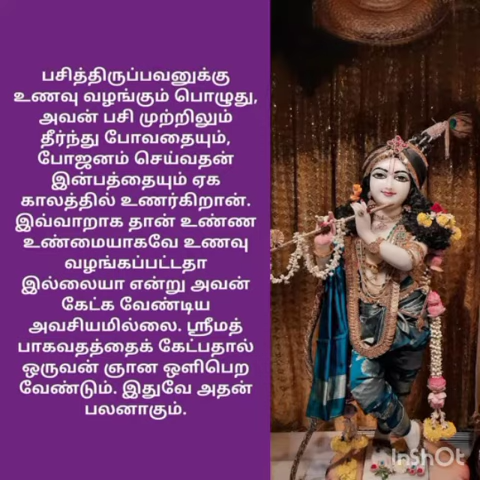 பசித்திருப்பவனுக்கு
உணவு வழங்கும் பொழுது,
அவன் பசி முற்றிலும்
தீர்ந்து போவதையும்,
போஜனம் செய்வதன்
இன்பத்தையும் ஏக
காலத்தில் உணர்கிறான்.
இவ்வாறாக தான் உண்ண
உண்மையாகவே உணவு
வழங்கப்பட்டதா
இல்லையா என்று அவன்
கேட்க வேண்டிய
அவசியமில்லை. ஸ்ரீமத்
பாகவதத்தைக் கேட்பதால்
ஒருவன் ஞான ஒளிபெற
வேண்டும். இதுவே அதன்
பலனாகும்.
InShOt